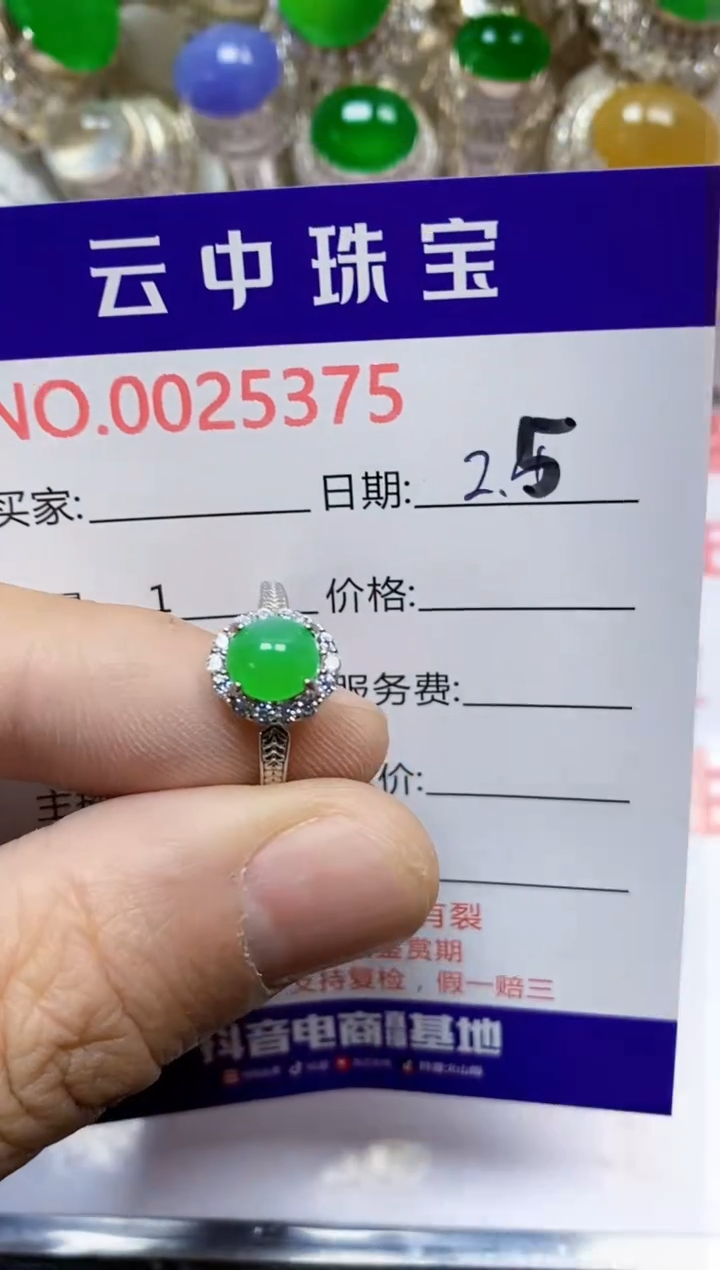 云中珠宝
NO.0025375
买家: 日期: 2.5
1 价格:
服务费:
价:
有裂
鉴赏期
支持复检，假一赔三
抖音电商直播基地